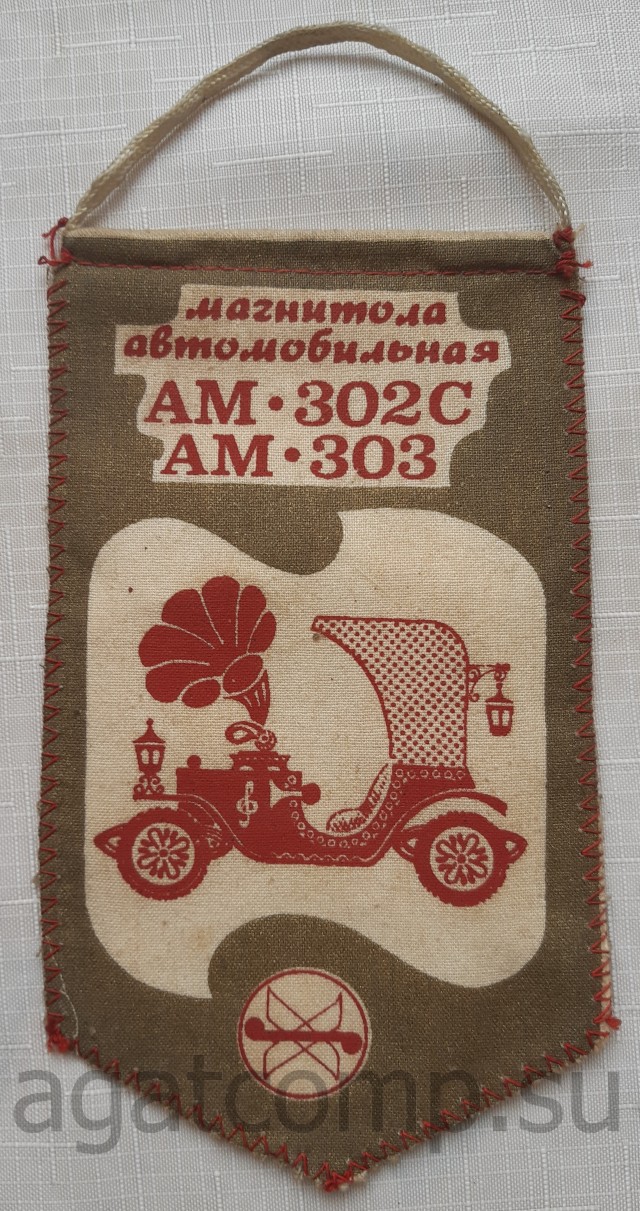 магнитола
автомобильная
АМ·302С
АМ·303
agatcomp.su